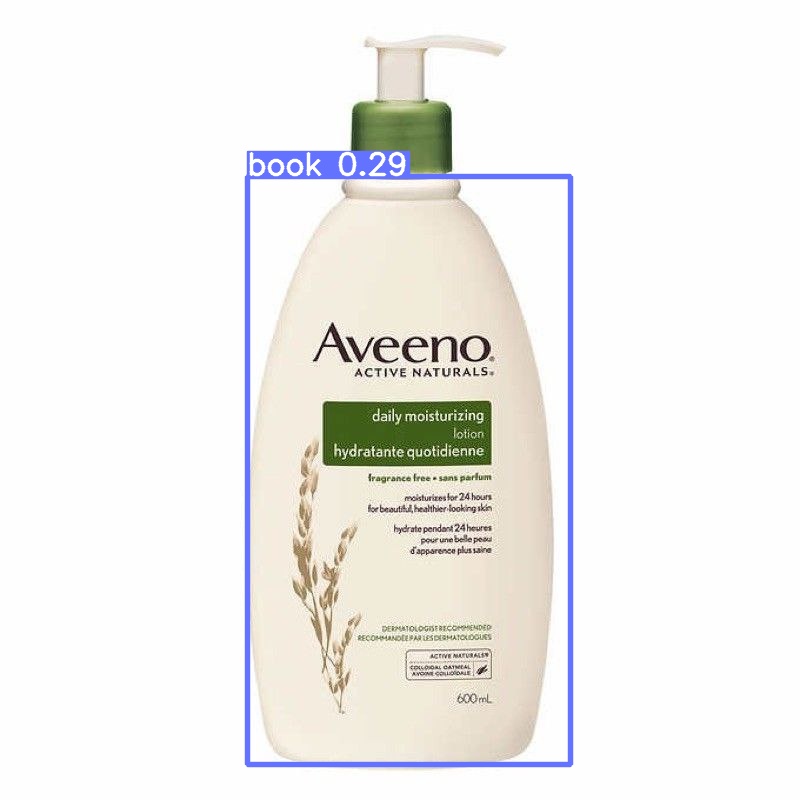 book 0.29
Aveeno®
ACTIVE NATURALS®
daily moisturizing
lotion
hydratante quotidienne
fragrance free • sans parfum
moisturizes for 24 hours
for beautiful, healthier-looking skin
hydrate pendant 24 heures
pour une belle peau
d'apparence plus saine
DERMATOLOGIST RECOMMENDED
RECOMMANDÉE PAR LES DERMATOLOGUES
ACTIVE NATURALS®
COLLOIDAL OATMEAL
AVOINE COLLOÏDALE
600 mL